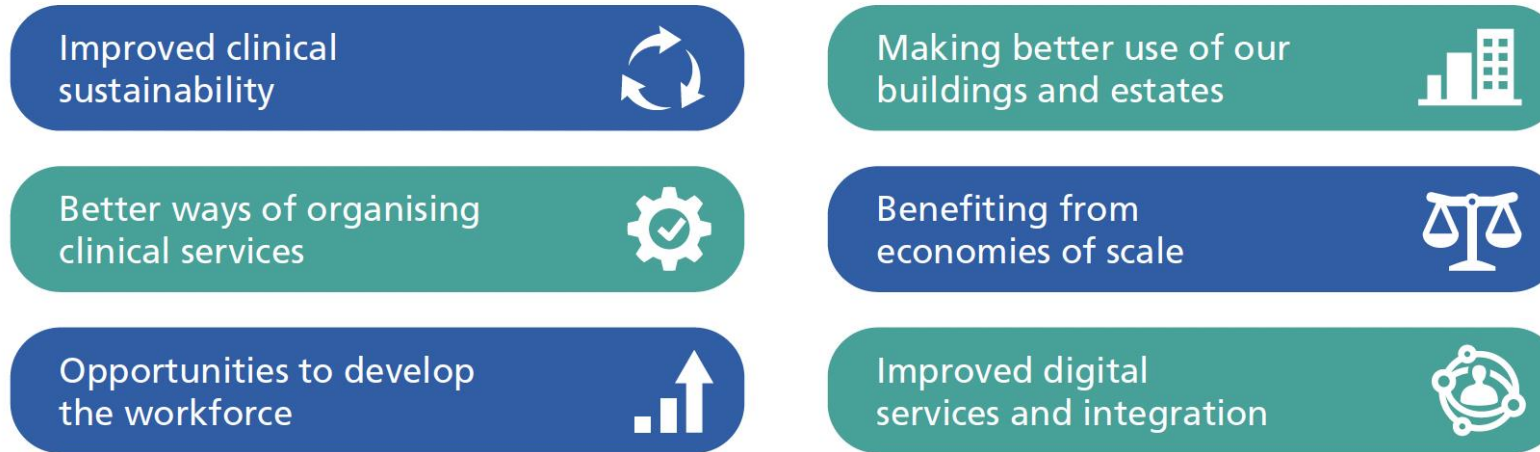 Improved clinical
sustainability
Better ways of organising
clinical services
Opportunities to develop
the workforce
Making better use of our
buildings and estates
Benefiting from
economies of scale
Improved digital
services and integration